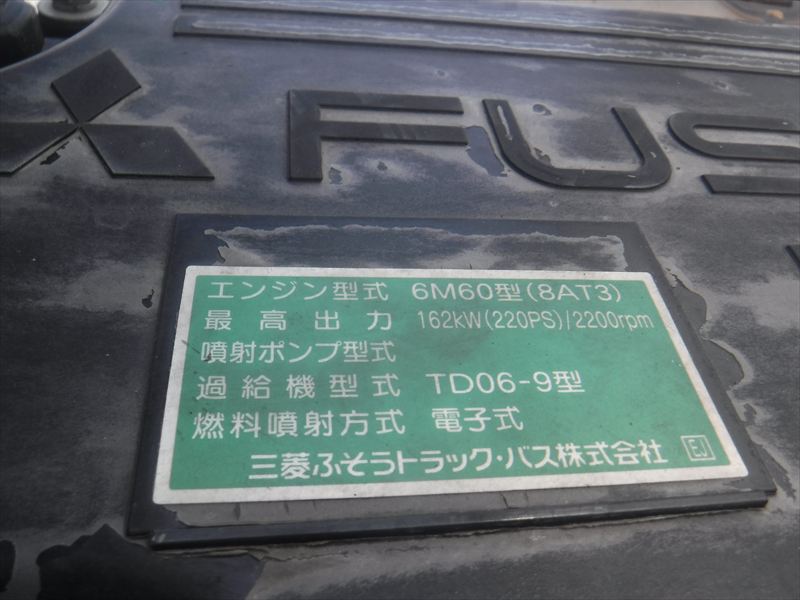 FUS
エンジン型式 6M60型(8AT3)
最高出力 162kW(220PS)/2200rpm
噴射ポンプ型式
過給機型式 TD06-9型
燃料噴射方式 電子式
三菱ふそうトラック・バス株式会社 EJ